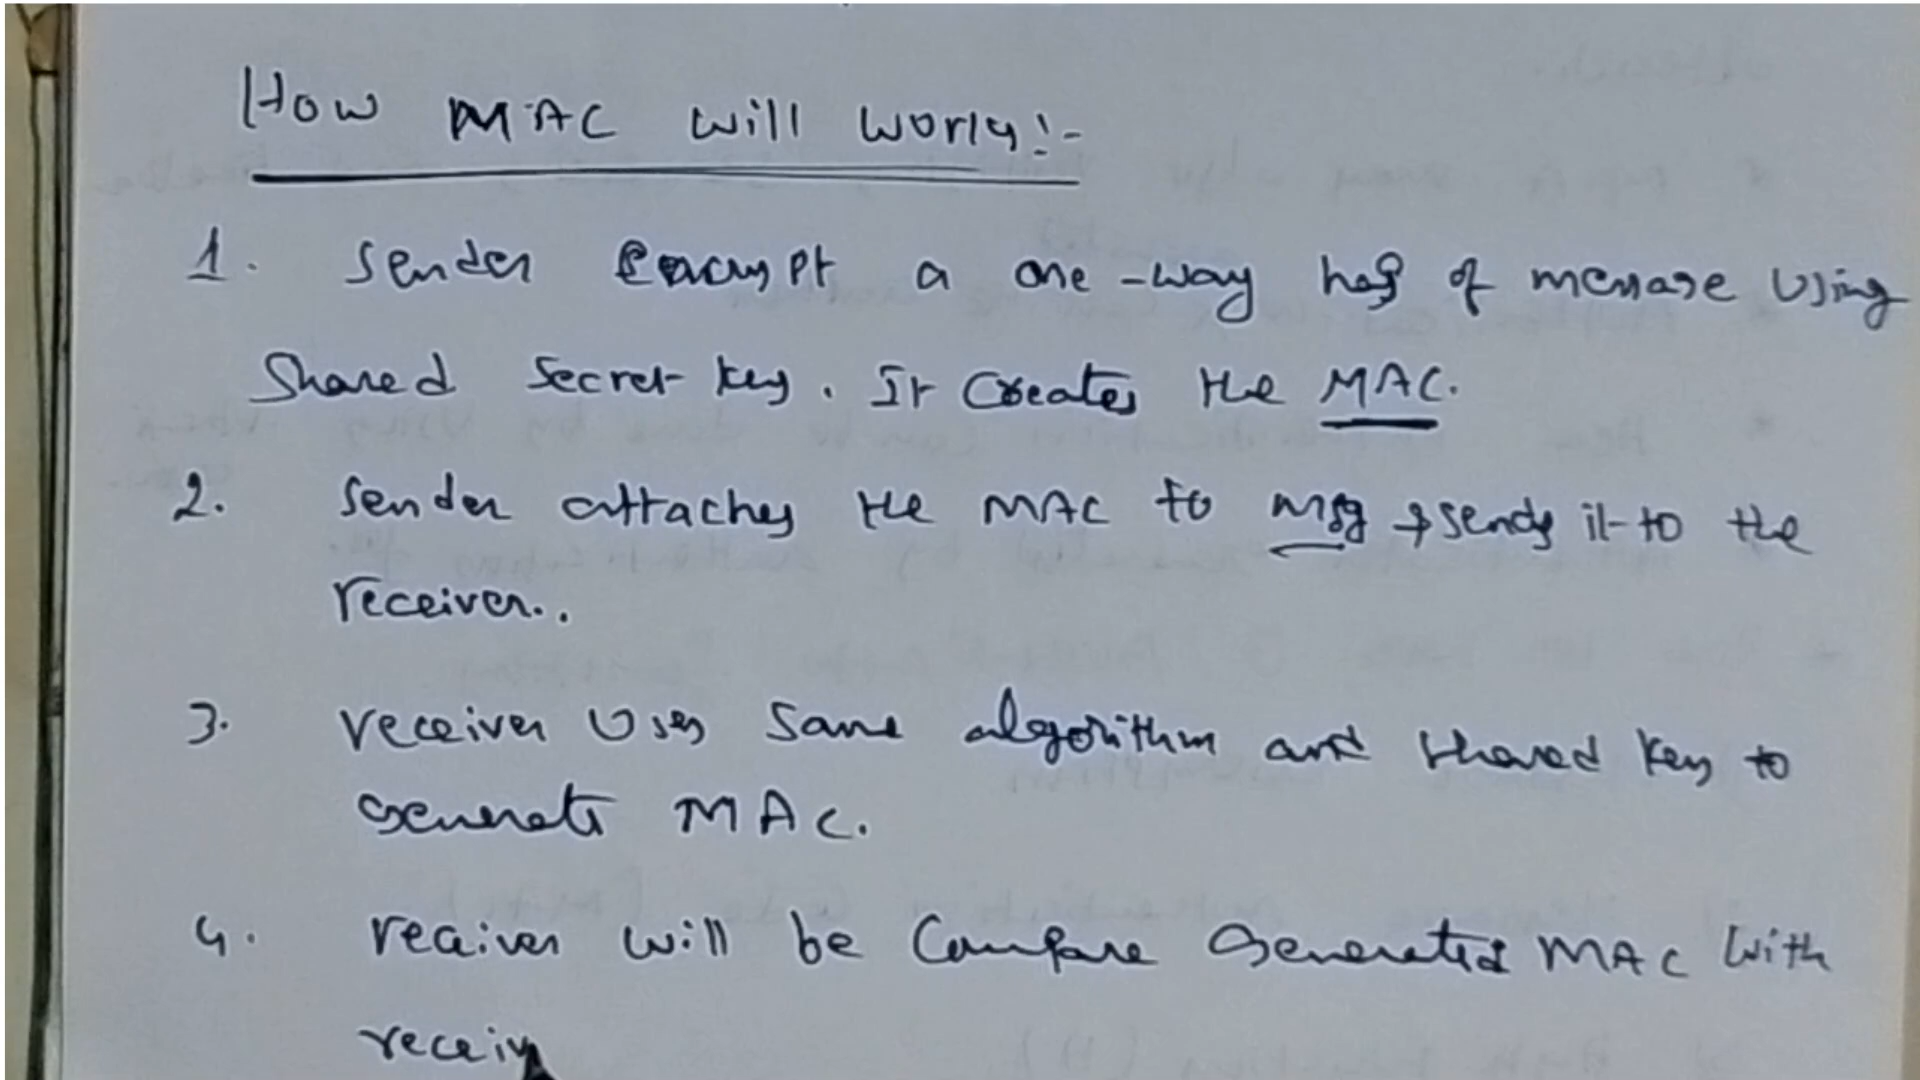 How MAC will work:-
1. Sender encrypt a one-way hash of message using
Shared Secret key. It creates the MAC.
2. Sender attaches the MAC to msg & sends it to the
receiver..
3. receiver uses same algorithm and shared key to
generate MAC.
4. receiver will be compare generated MAC with
receiv